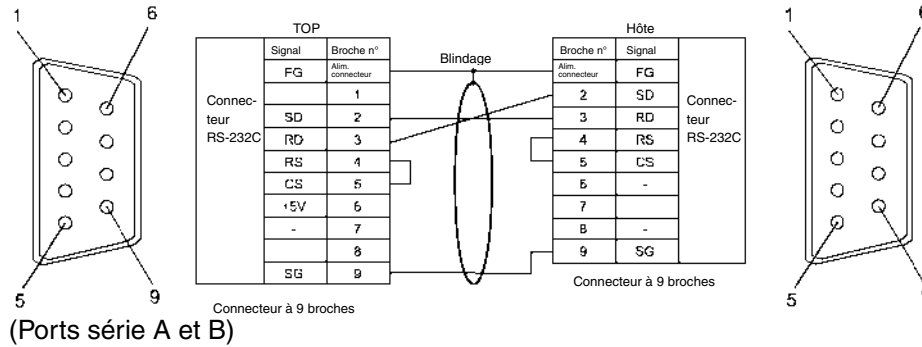 1
6
TOP
Signal
Broche n°
FG
Alim. connecteur
1
SD
2
RD
3
RS
4
CS
5
+5V
6
-
7
8
SG
9
Connec-
teur
RS-232C
Connecteur à 9 broches
Blindage
Hôte
Broche n°
Signal
Alim. connecteur
FG
2
SD
3
RD
4
RS
5
CS
6
-
7
8
-
9
SG
Connec-
teur
RS-232C
Connecteur à 9 broches
5
9
1
5
(Ports série A et B)